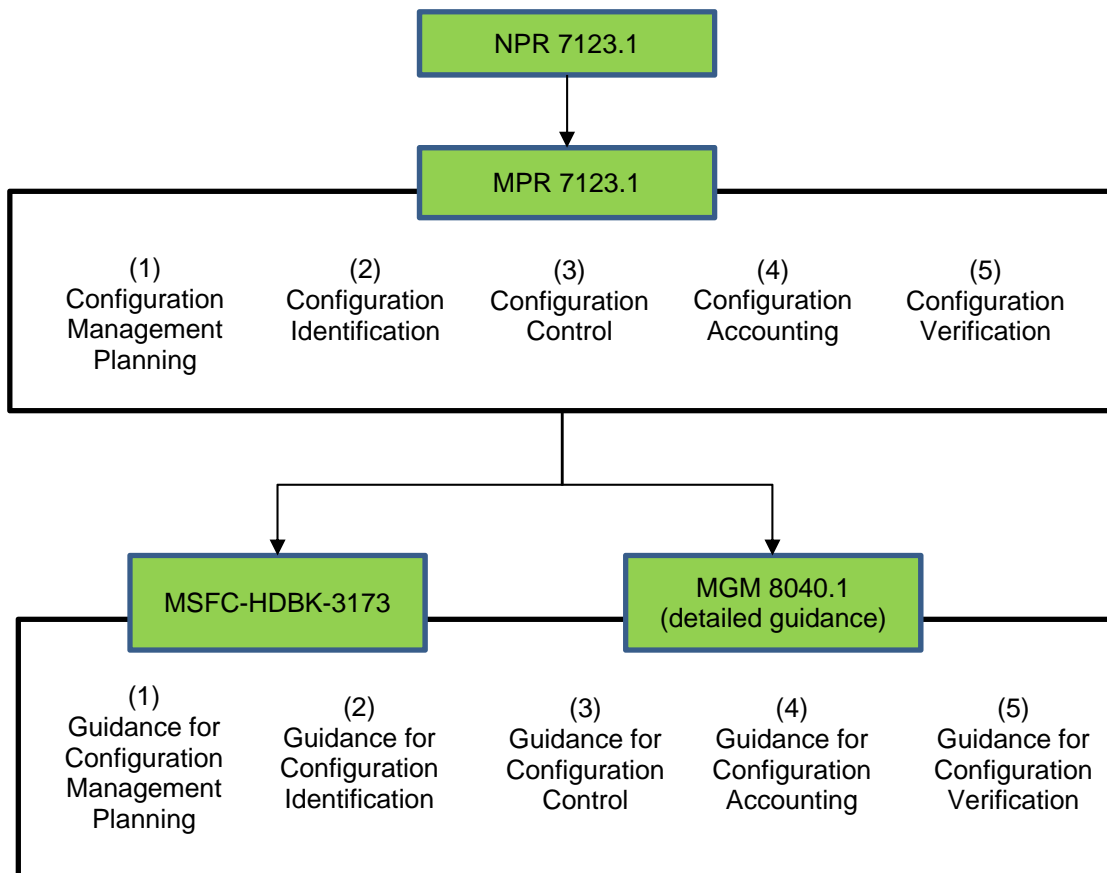 NPR 7123.1
MPR 7123.1
(1)
Configuration
Management
Planning
(2)
Configuration
Identification
(3)
Configuration
Control
(4)
Configuration
Accounting
(5)
Configuration
Verification
MSFC-HDBK-3173
MGM 8040.1
(detailed guidance)
(1)
Guidance for
Configuration
Management
Planning
(2)
Guidance for
Configuration
Identification
(3)
Guidance for
Configuration
Control
(4)
Guidance for
Configuration
Accounting
(5)
Guidance for
Configuration
Verification